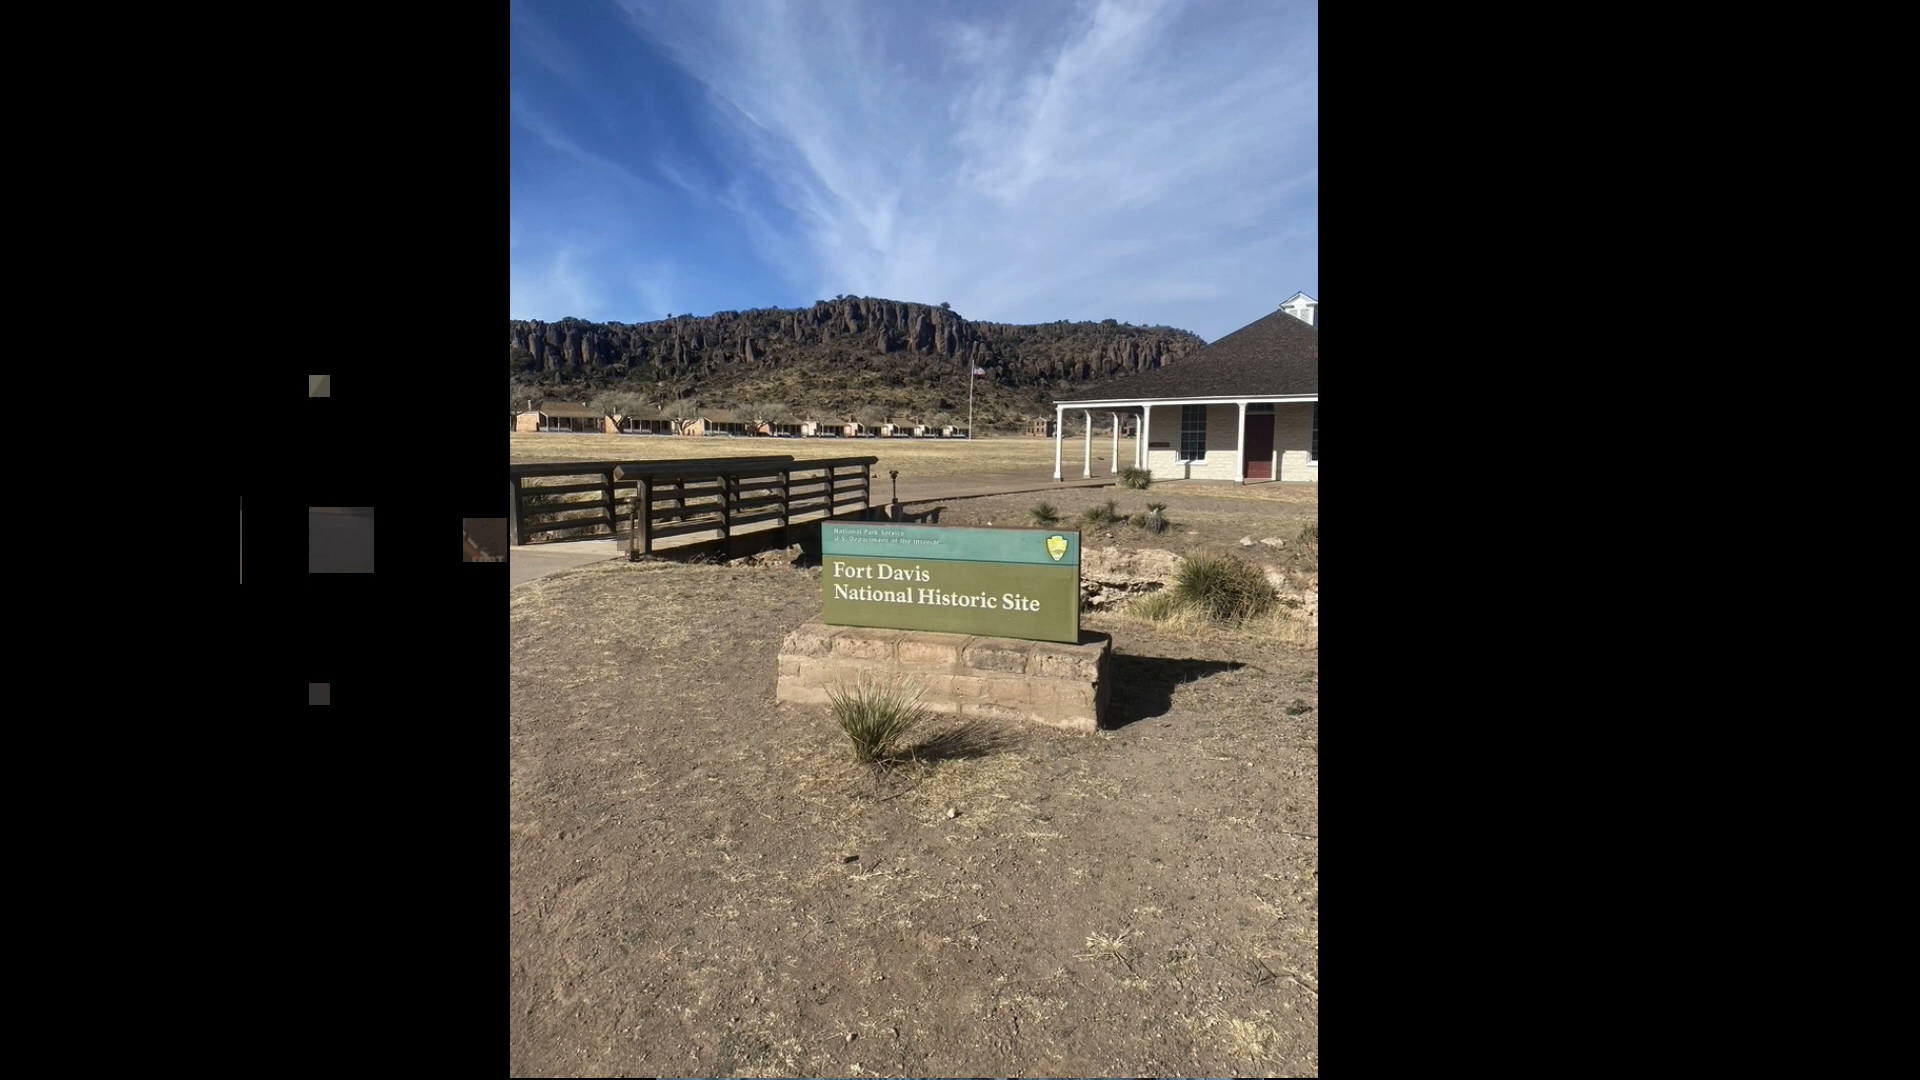 National Park Service
U.S. Department of the Interior
Fort Davis
National Historic Site